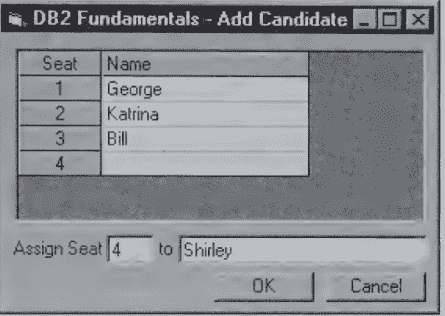 DB2 Fundamentals - Add Candidate
Seat Name
1 George
2 Katrina
3 Bill
4
Assign Seat 4 to Shirley
OK Cancel